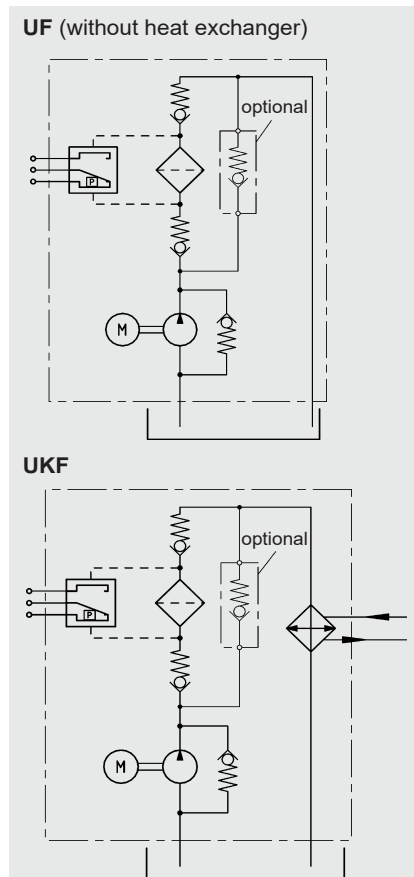 UF (without heat exchanger)
optional
P
M
UKF
optional
P
M